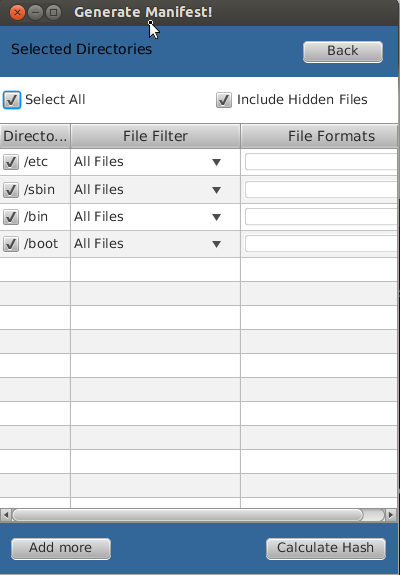 Generate Manifest!
Selected Directories
Back
Select All
Include Hidden Files
Directo... File Filter File Formats
/etc All Files
/sbin All Files
/bin All Files
/boot All Files
Add more
Calculate Hash